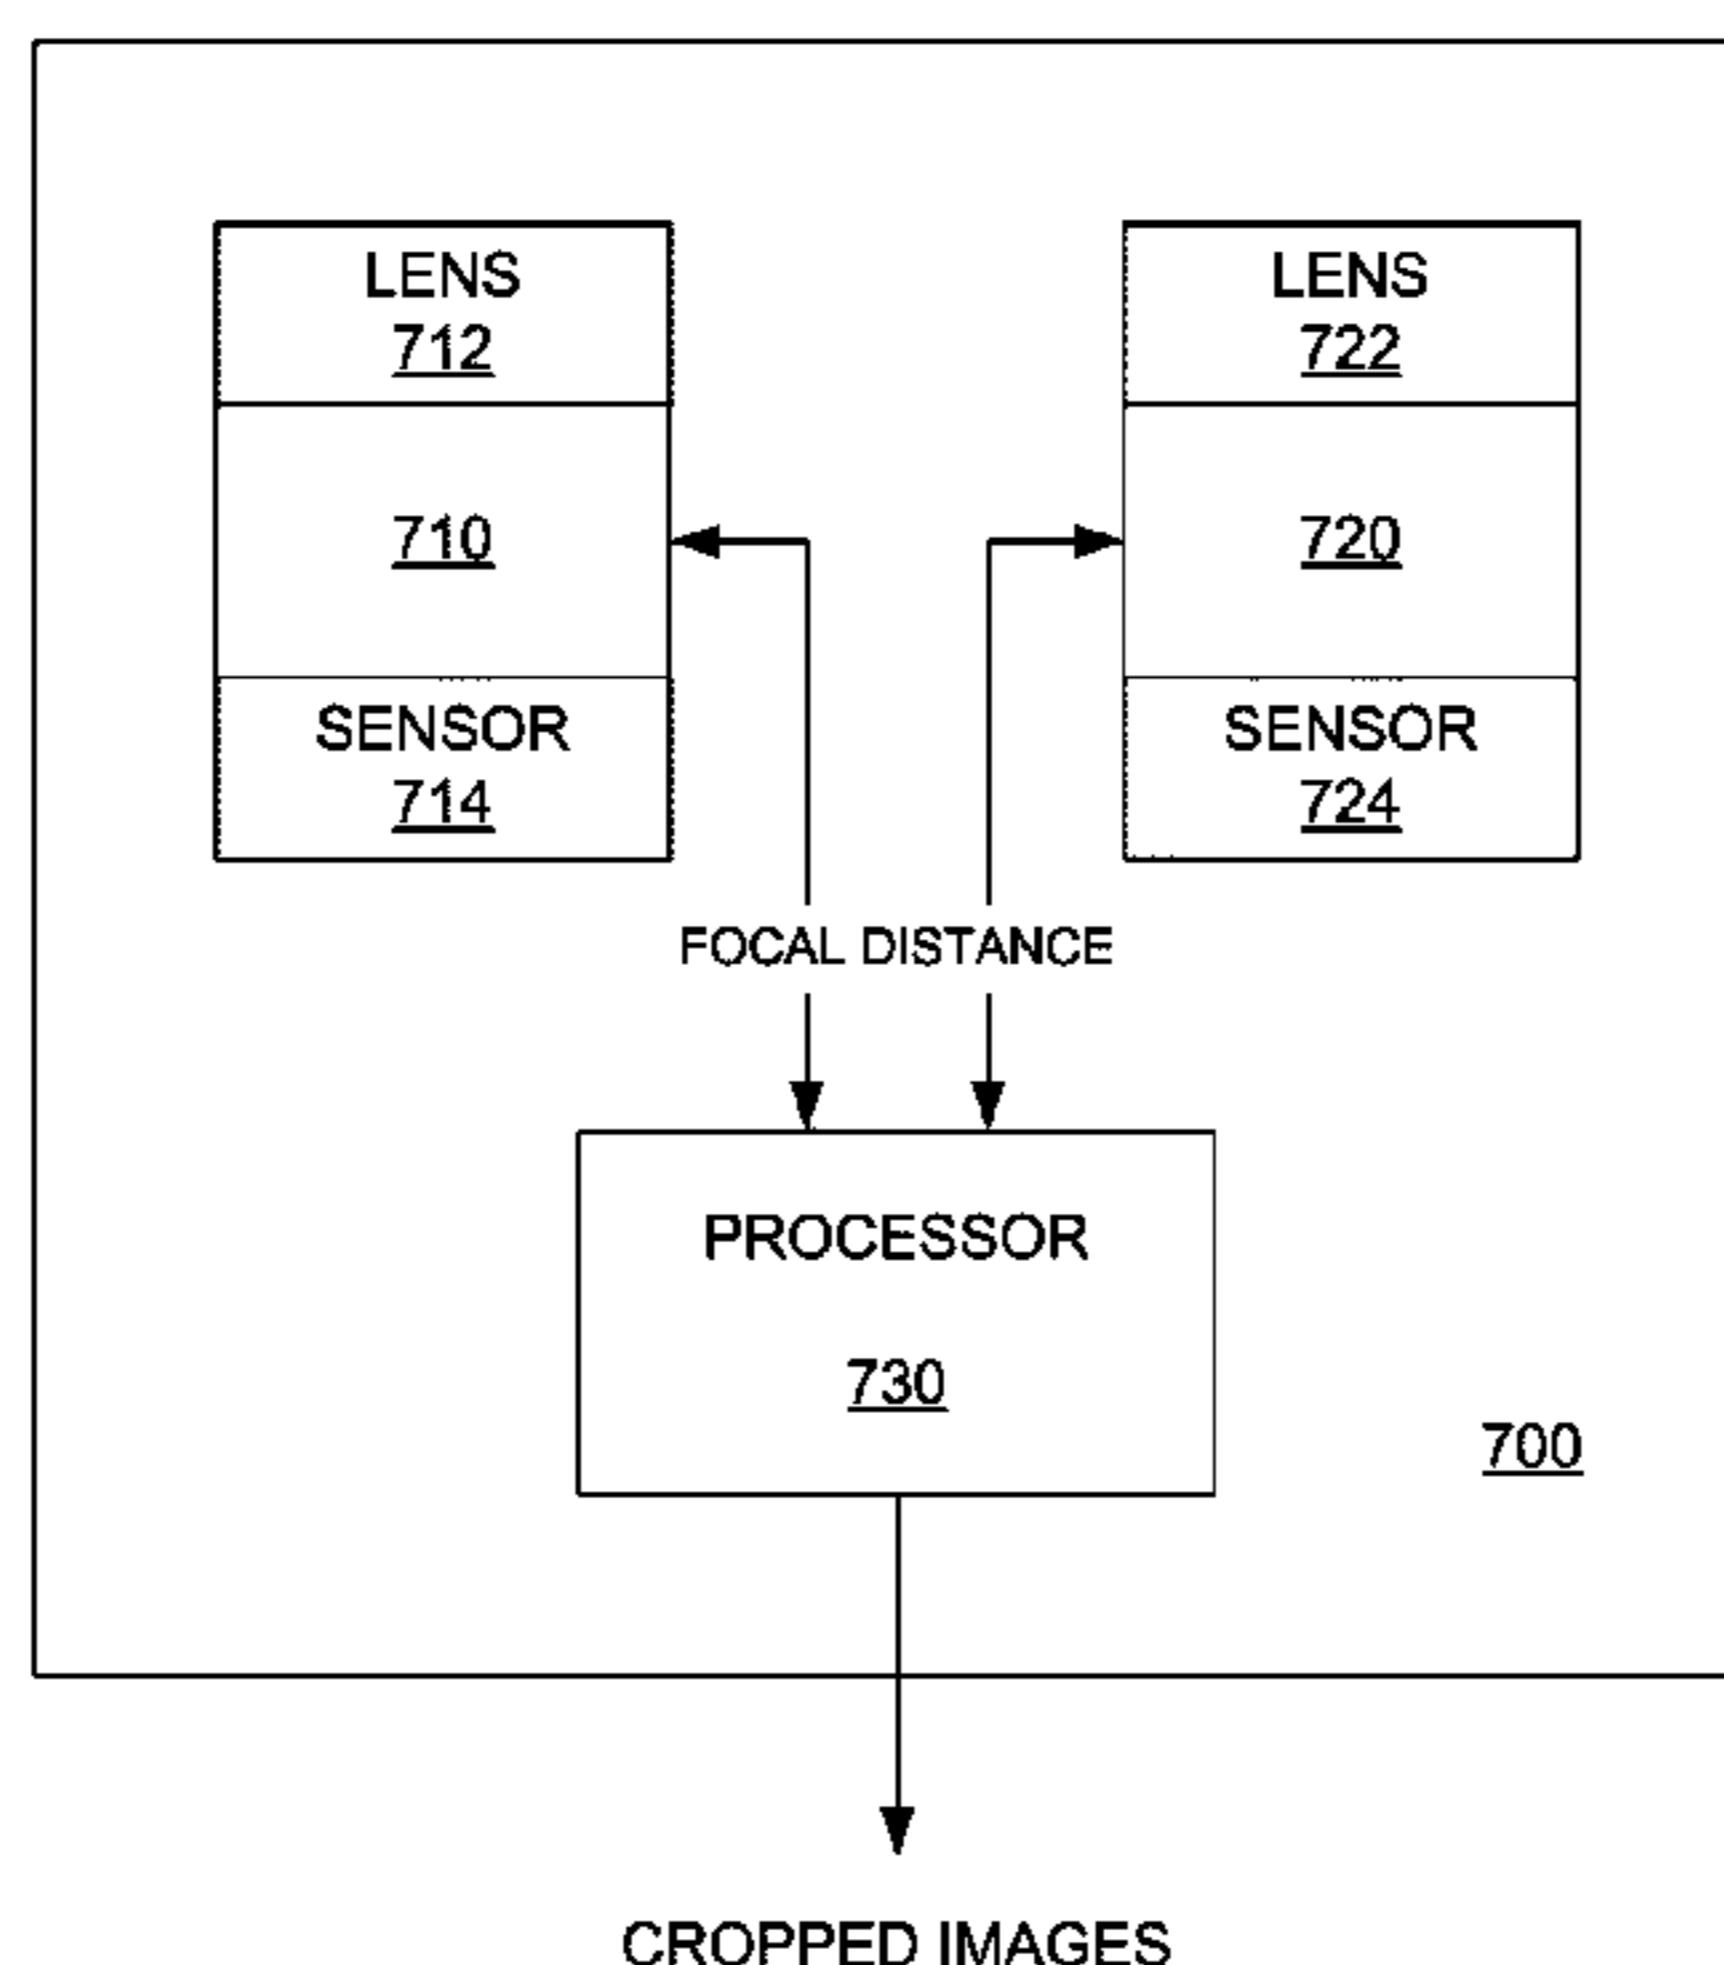 LENS
712
LENS
722
710
720
SENSOR
714
SENSOR
724
FOCAL DISTANCE
PROCESSOR
730
700
CROPPED IMAGES